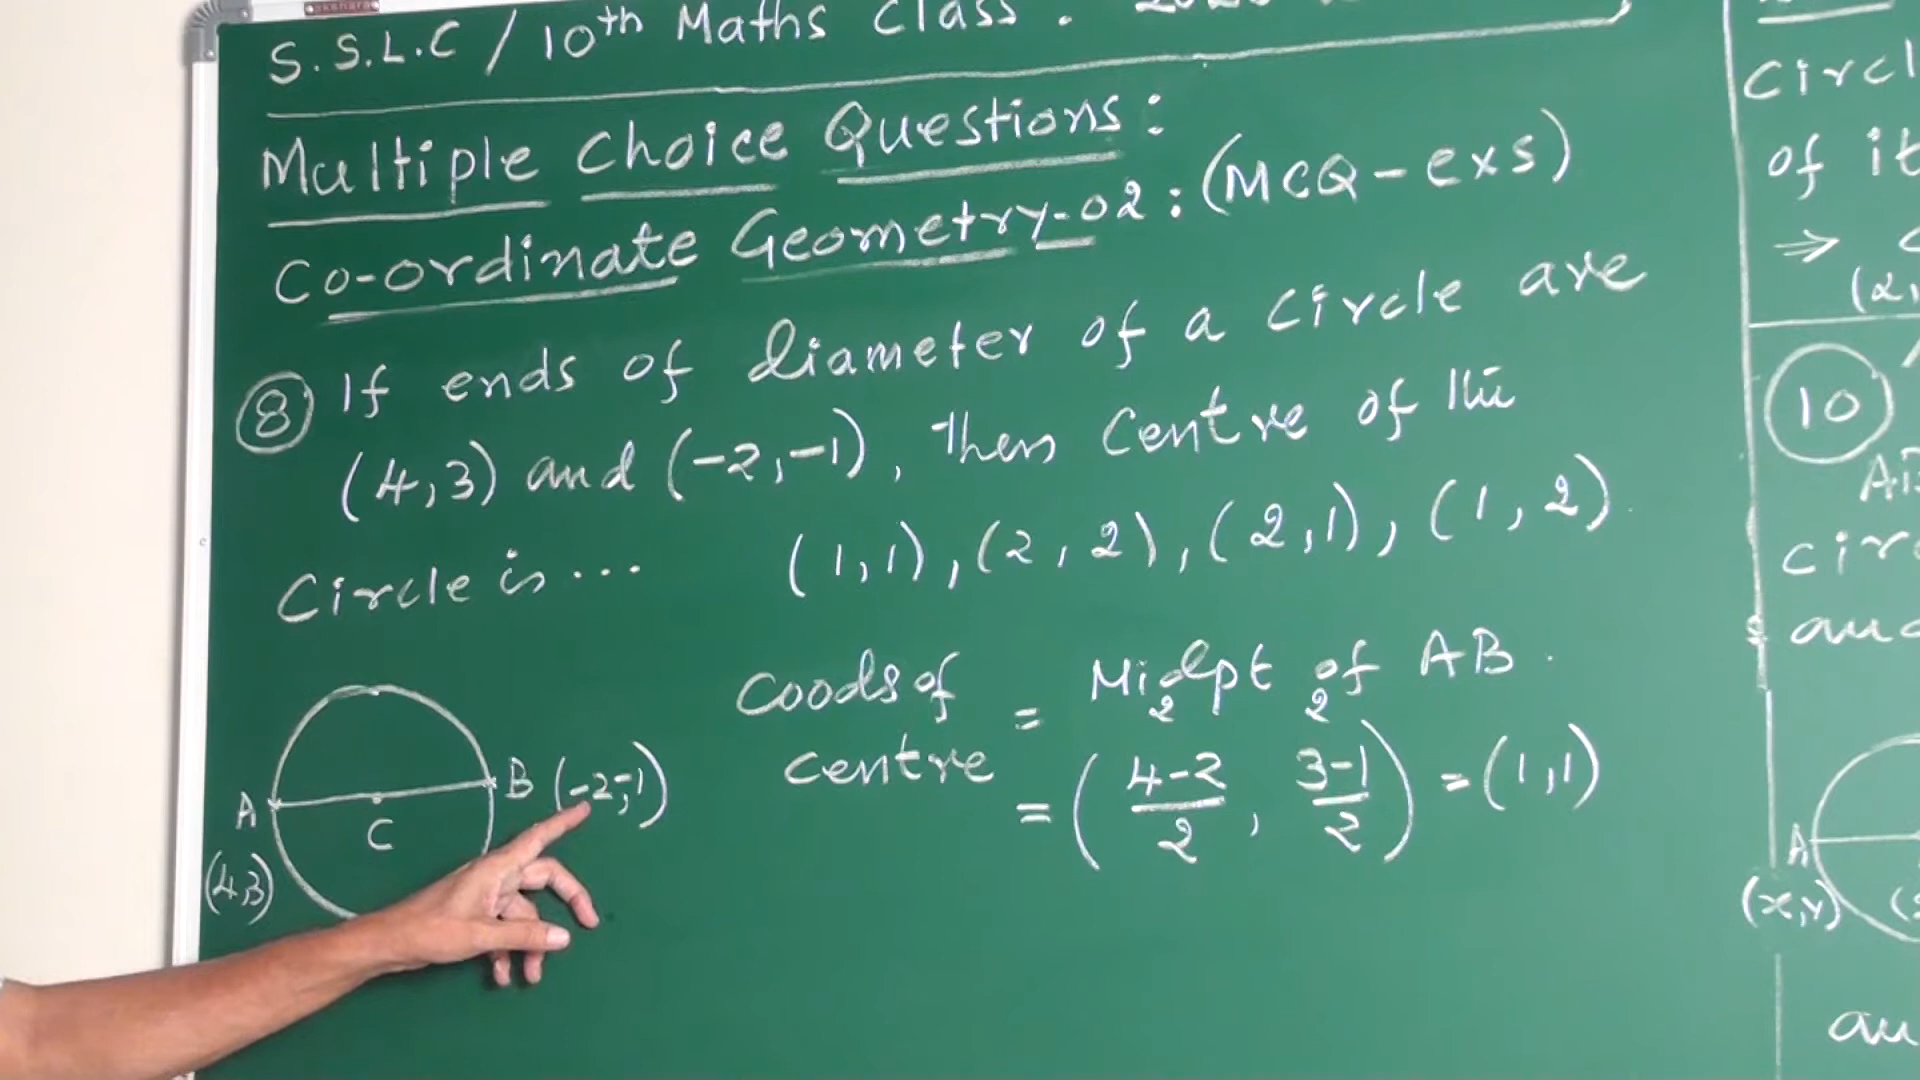 S.S.L.C / 10th Maths Class.
Multiple Choice Questions:
Co-ordinate Geometry-02: (MCQ-exs)
8 If ends of diameter of a circle are
(4,3) and (-2,-1), then Centre of the
Circle is ... (1,1), (2,2), (2,1), (1,2).
Coods of = Midpt of AB.
centre
2 2
= (4-2/2, 3-1/2) = (1,1)
A
B (-2,-1)
C
(4,3)
Circl
of it
⇒
10
AB
circ
A
(x,y)